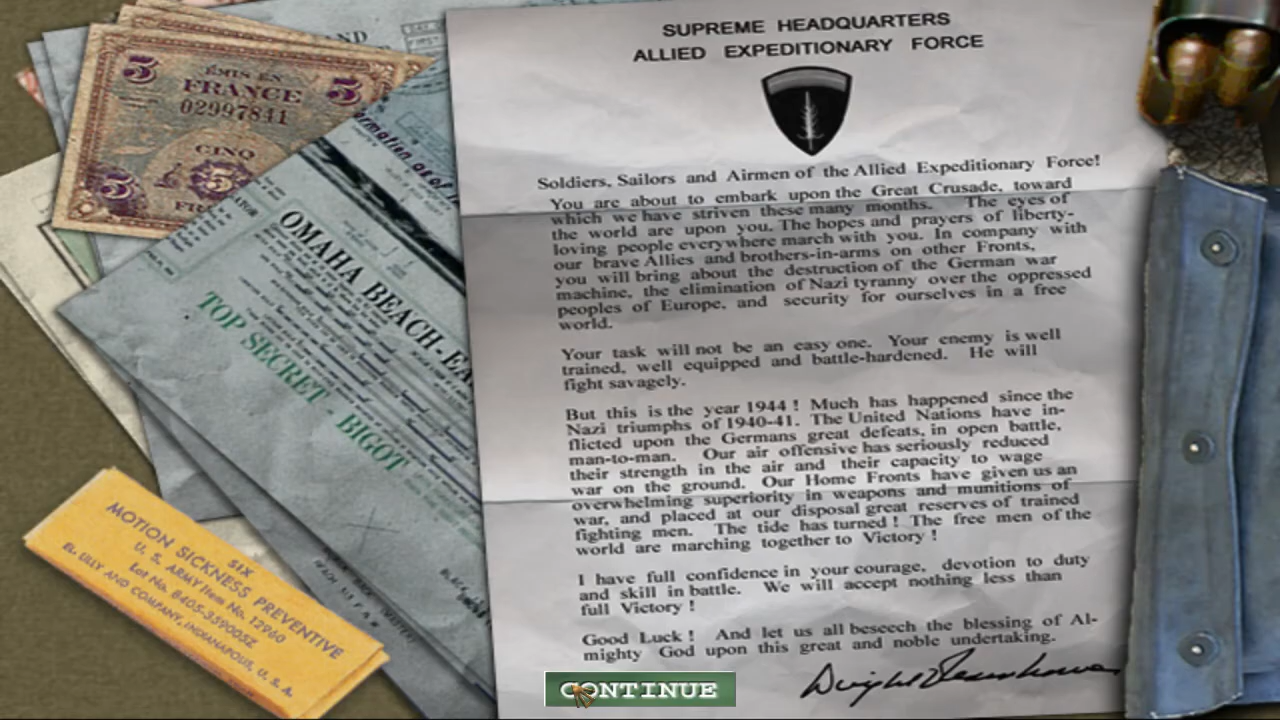 ÉMIS EN
FRANCE
02997841
5
5
CINQ
5
5
OMAHA BEACH-
TOP SECRET - BIGOT
SIX
MOTION SICKNESS PREVENTIVE
U. S. ARMY Item No. 12960
Lot No. 8405-35900SZ
ELI LILLY AND COMPANY, INDIANAPOLIS, U. S. A.
SUPREME HEADQUARTERS
ALLIED EXPEDITIONARY FORCE
Soldiers, Sailors and Airmen of the Allied Expeditionary Force!
You are about to embark upon the Great Crusade, toward
which we have striven these many months. The eyes of
the world are upon you. The hopes and prayers of liberty-
loving people everywhere march with you. In company with
our brave Allies and brothers-in-arms on other Fronts,
you will bring about the destruction of the German war
machine, the elimination of Nazi tyranny over the oppressed
peoples of Europe, and security for ourselves in a free
world.
Your task will not be an easy one. Your enemy is well
trained, well equipped and battle-hardened. He will
fight savagely.
But this is the year 1944 ! Much has happened since the
Nazi triumphs of 1940-41. The United Nations have in-
flicted upon the Germans great defeats, in open battle,
man-to-man. Our air offensive has seriously reduced
their strength in the air and their capacity to wage
war on the ground. Our Home Fronts have given us an
overwhelming superiority in weapons and munitions of
war, and placed at our disposal great reserves of trained
fighting men. The tide has turned ! The free men of the
world are marching together to Victory !
I have full confidence in your courage, devotion to duty
and skill in battle. We will accept nothing less than
full Victory !
Good Luck ! And let us all beseech the blessing of Al-
mighty God upon this great and noble undertaking.
Dwight D Eisenhower
CONTINUE